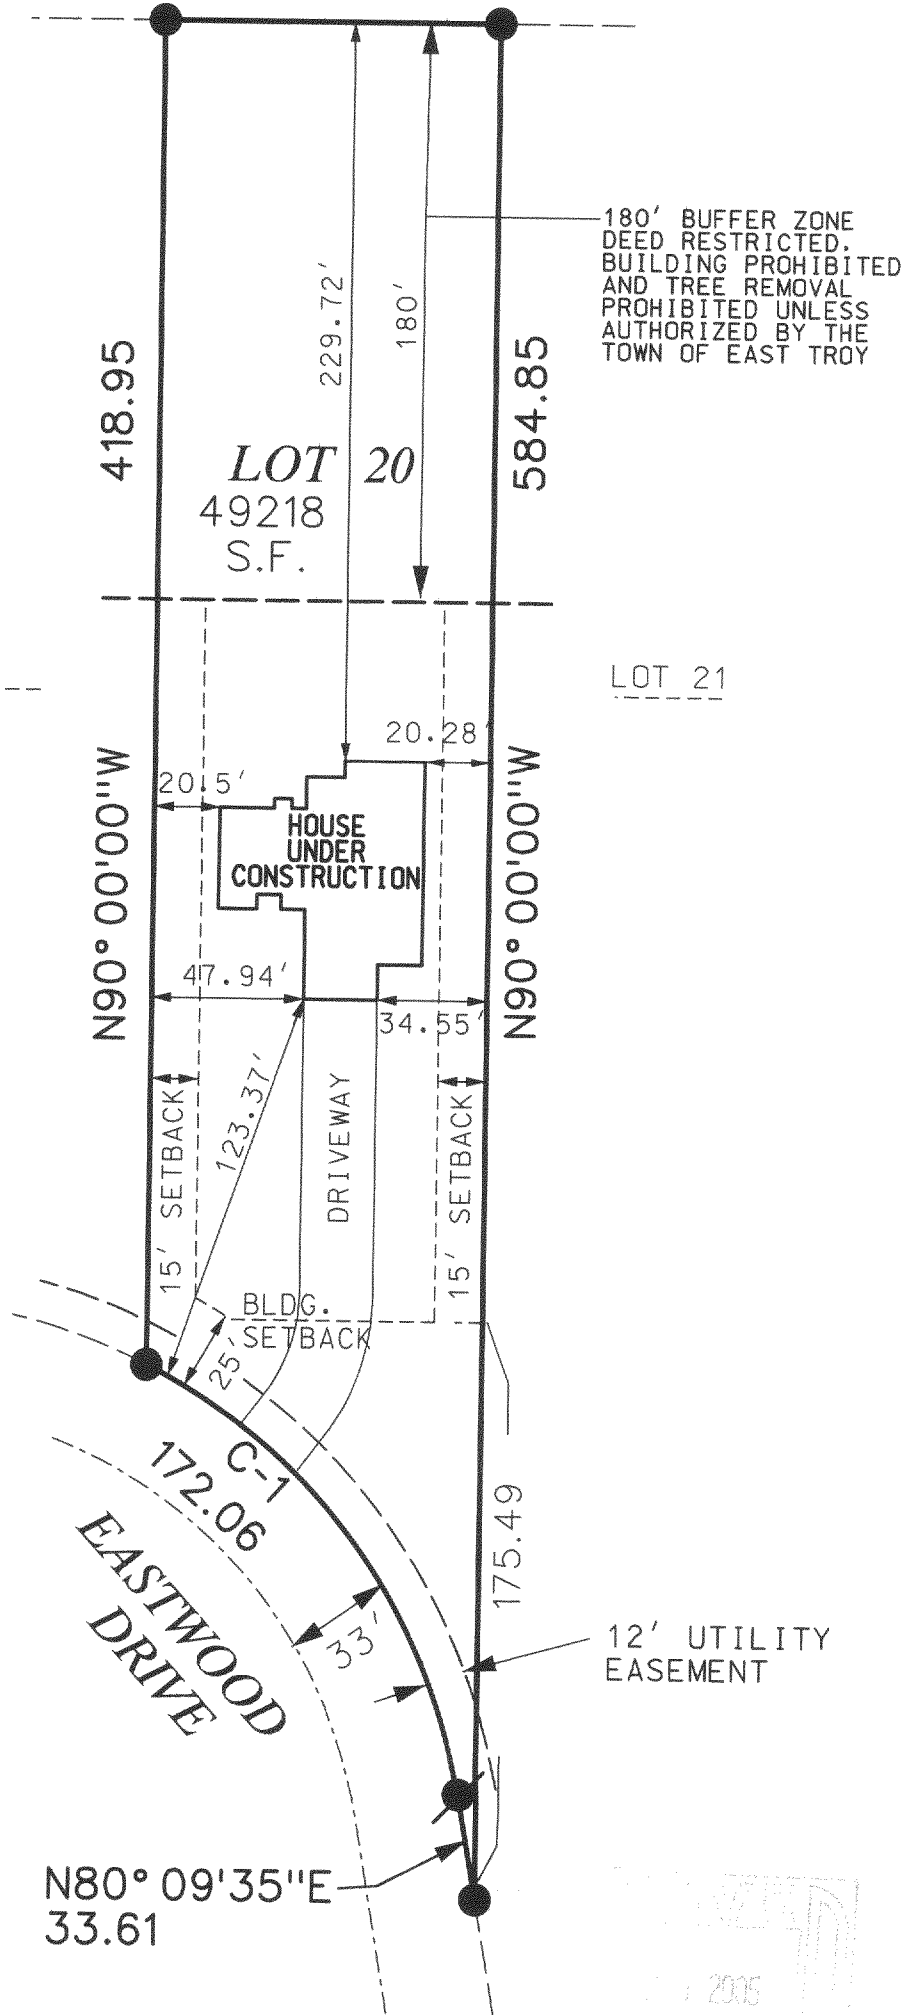 180' BUFFER ZONE
DEED RESTRICTED.
BUILDING PROHIBITED
AND TREE REMOVAL
PROHIBITED UNLESS
AUTHORIZED BY THE
TOWN OF EAST TROY
229.72'
180'
418.95
584.85
LOT 20
49218
S.F.
LOT 21
20.28'
20.5'
N90°00'00"W
N90°00'00"W
HOUSE
UNDER
CONSTRUCTION
47.94'
34.55'
123.37'
DRIVEWAY
15' SETBACK
15' SETBACK
BLDG.
SETBACK
25'
C-1
172.06
175.49
EASTWOOD
DRIVE
33'
12' UTILITY
EASEMENT
N80°09'35"E
33.61
2005